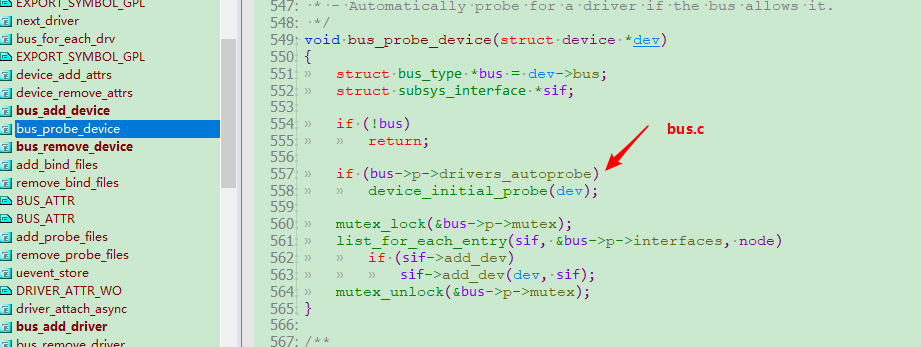 EXPORT_SYMBOL_GPL
next_driver
bus_for_each_drv
EXPORT_SYMBOL_GPL
device_add_attrs
device_remove_attrs
bus_add_device
bus_probe_device
bus_remove_device
add_bind_files
remove_bind_files
BUS_ATTR
BUS_ATTR
add_probe_files
remove_probe_files
uevent_store
DRIVER_ATTR_WO
driver_attach_async
bus_add_driver
bus_remove_driver
547: * - Automatically probe for a driver if the bus allows it.
548: */
549: void bus_probe_device(struct device *dev)
550: {
551: » struct bus_type *bus = dev->bus;
552: » struct subsys_interface *sif;
553:
554: » if (!bus)
555: » » return;
556:
557: » if (bus->p->drivers_autoprobe)
558: » » device_initial_probe(dev);
559:
560: » mutex_lock(&bus->p->mutex);
561: » list_for_each_entry(sif, &bus->p->interfaces, node)
562: » » if (sif->add_dev)
563: » » » sif->add_dev(dev, sif);
564: » mutex_unlock(&bus->p->mutex);
565: }
566:
567: /**
bus.c